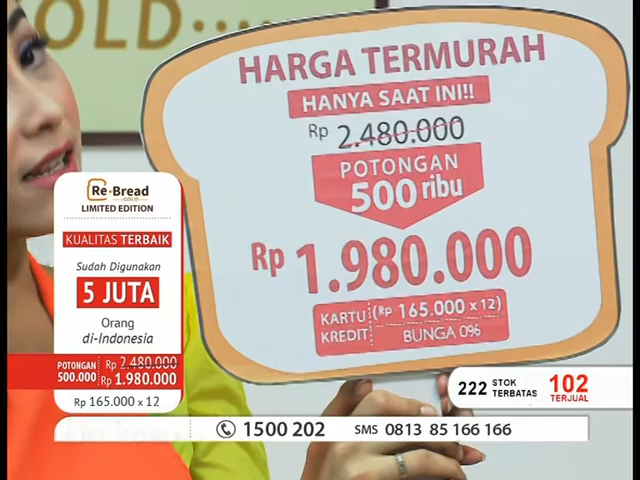 OLD
HARGA TERMURAH
HANYA SAAT INI!!
Rp 2.480.000
POTONGAN
500 ribu
Rp 1.980.000
KARTU KREDIT: (Rp 165.000 x 12)
BUNGA 0%
Re•Bread
GOLD
LIMITED EDITION
KUALITAS TERBAIK
Sudah Digunakan
5 JUTA
Orang
di-Indonesia
POTONGAN 500.000
Rp 2.480.000
Rp 1.980.000
Rp 165.000 x 12
222 STOK TERBATAS
102 TERJUAL
1500 202 SMS 0813 85 166 166